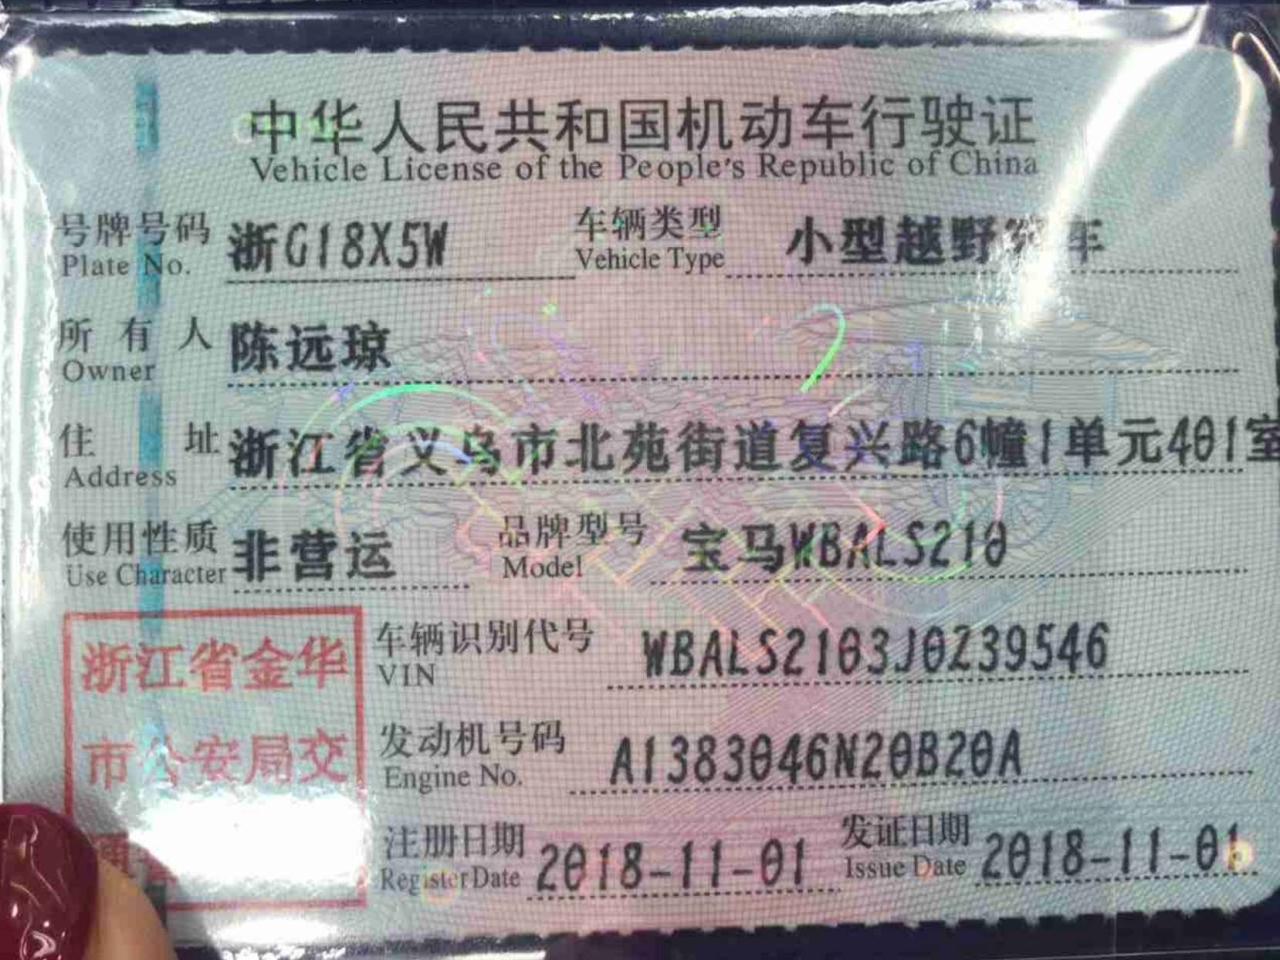 中华人民共和国机动车行驶证
Vehicle License of the People's Republic of China
号牌号码 浙G18X5W 车辆类型 小型越野客车
Plate No. Vehicle Type
所有人 陈远琼
Owner
住址 浙江省义乌市北苑街道复兴路6幢1单元401室
Address
使用性质 非营运 品牌型号 宝马WBALS210
Use Character Model
浙江省金华 车辆识别代号 WBALS2103J0Z39546
VIN
市公安局交 发动机号码 A1383046N20B20A
Engine No.
注册日期 2018-11-01 发证日期 2018-11-01
Register Date Issue Date